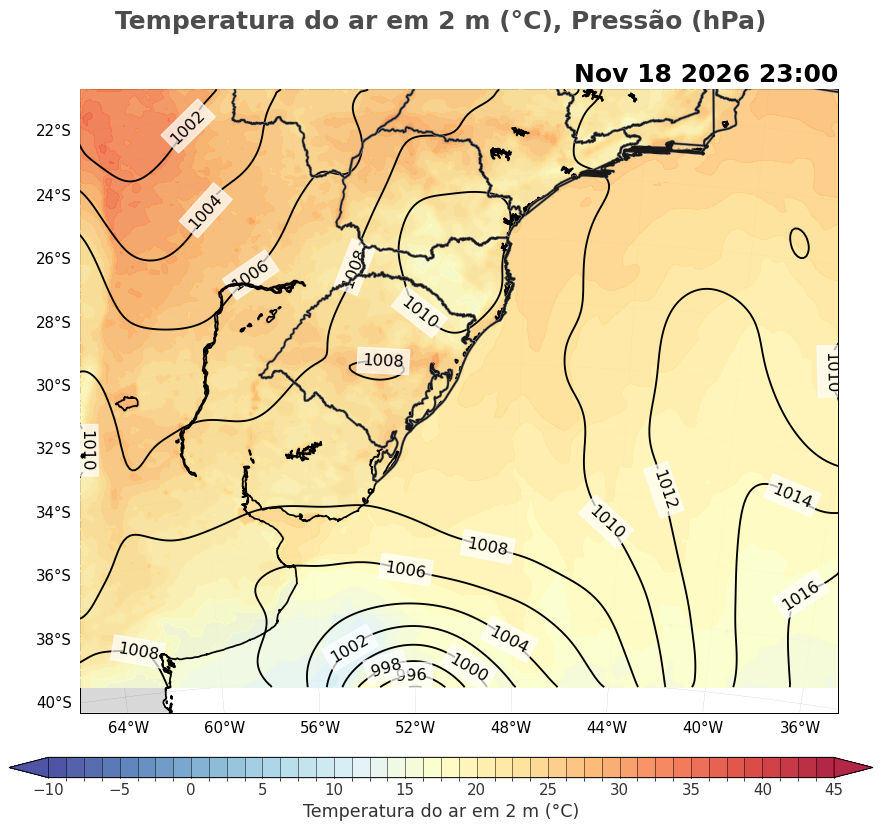 Temperatura do ar em 2 m (°C), Pressão (hPa)
Nov 18 2026 23:00
1002
1004
1006
1008
1010
1008
1010
1010
1012
1014
1010
1008
1006
1016
1004
1002
1000
998
996
1008
22°S
24°S
26°S
28°S
30°S
32°S
34°S
36°S
38°S
40°S
64°W 60°W 56°W 52°W 48°W 44°W 40°W 36°W
−10 −5 0 5 10 15 20 25 30 35 40 45
Temperatura do ar em 2 m (°C)